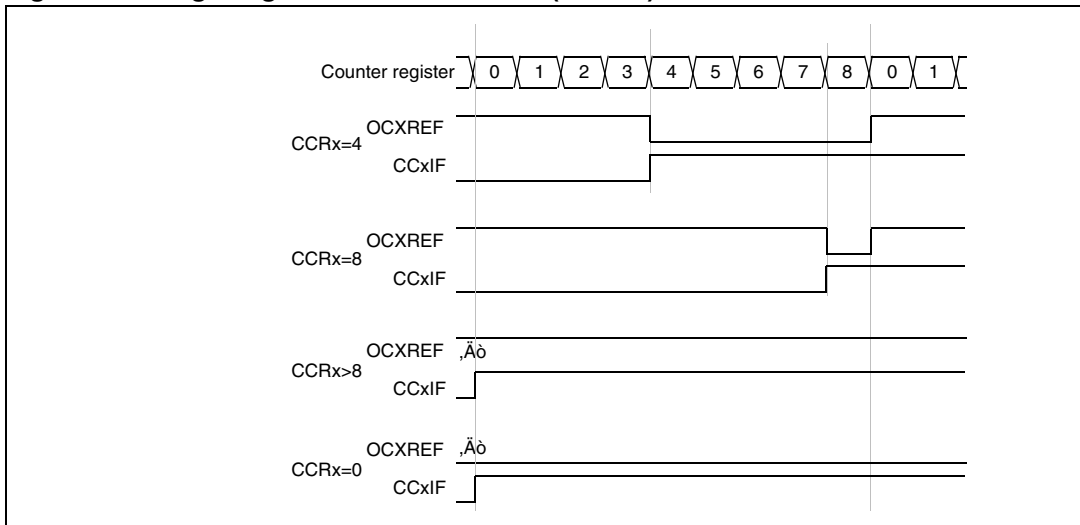 Counter register 0 1 2 3 4 5 6 7 8 0 1
OCXREF
CCRx=4
CCxIF
OCXREF
CCRx=8
CCxIF
OCXREF ‚Äò
CCRx>8
CCxIF
OCXREF ‚Äò
CCRx=0
CCxIF